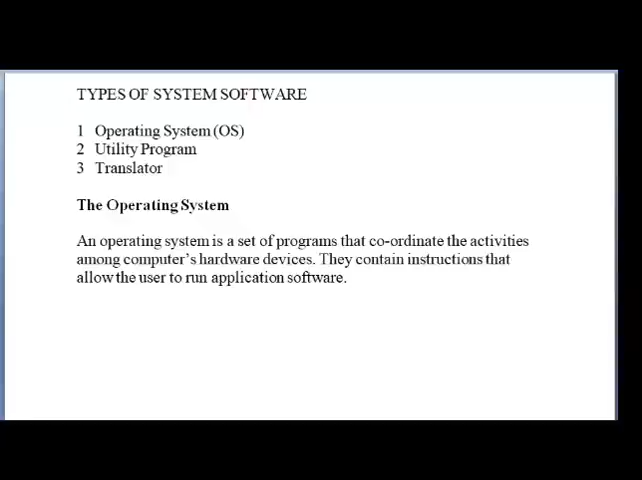 TYPES OF SYSTEM SOFTWARE
1 Operating System (OS)
2 Utility Program
3 Translator
The Operating System
An operating system is a set of programs that co-ordinate the activities
among computer's hardware devices. They contain instructions that
allow the user to run application software.